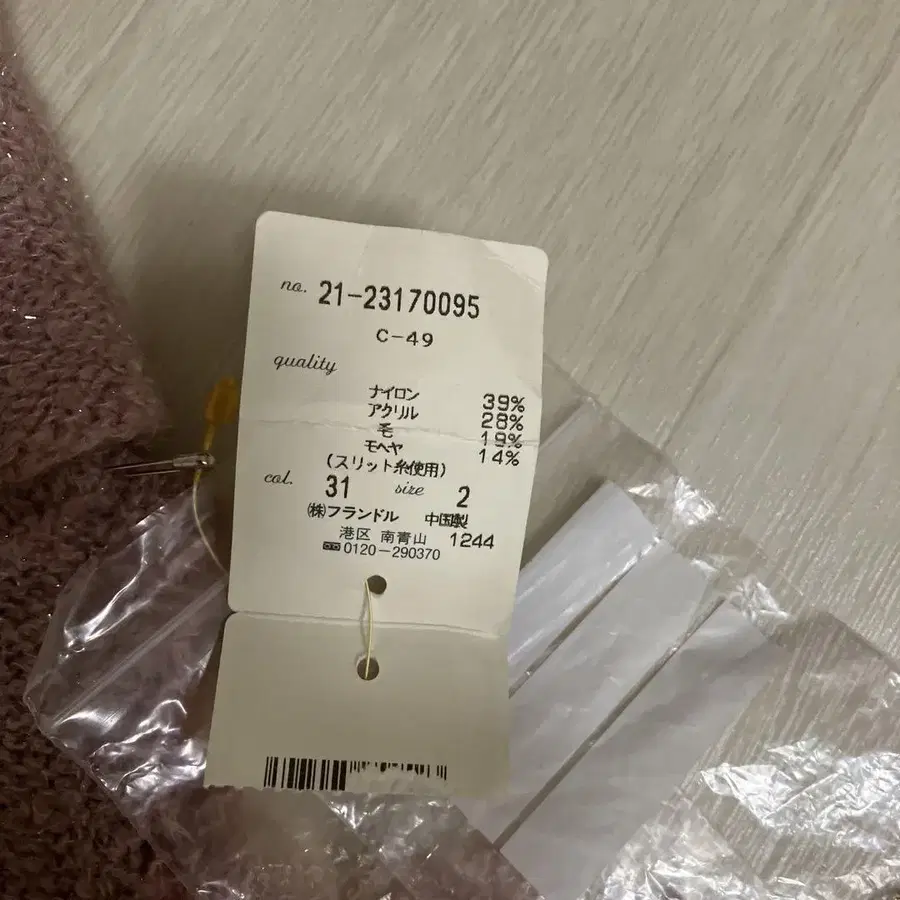 no. 21-23170095
C-49
quality
ナイロン 39%
アクリル 28%
毛 19%
モヘヤ 14%
(スリット糸使用)
col. 31 size 2
㈱フランドル 中国製
港区 南青山 1244
0120-290370